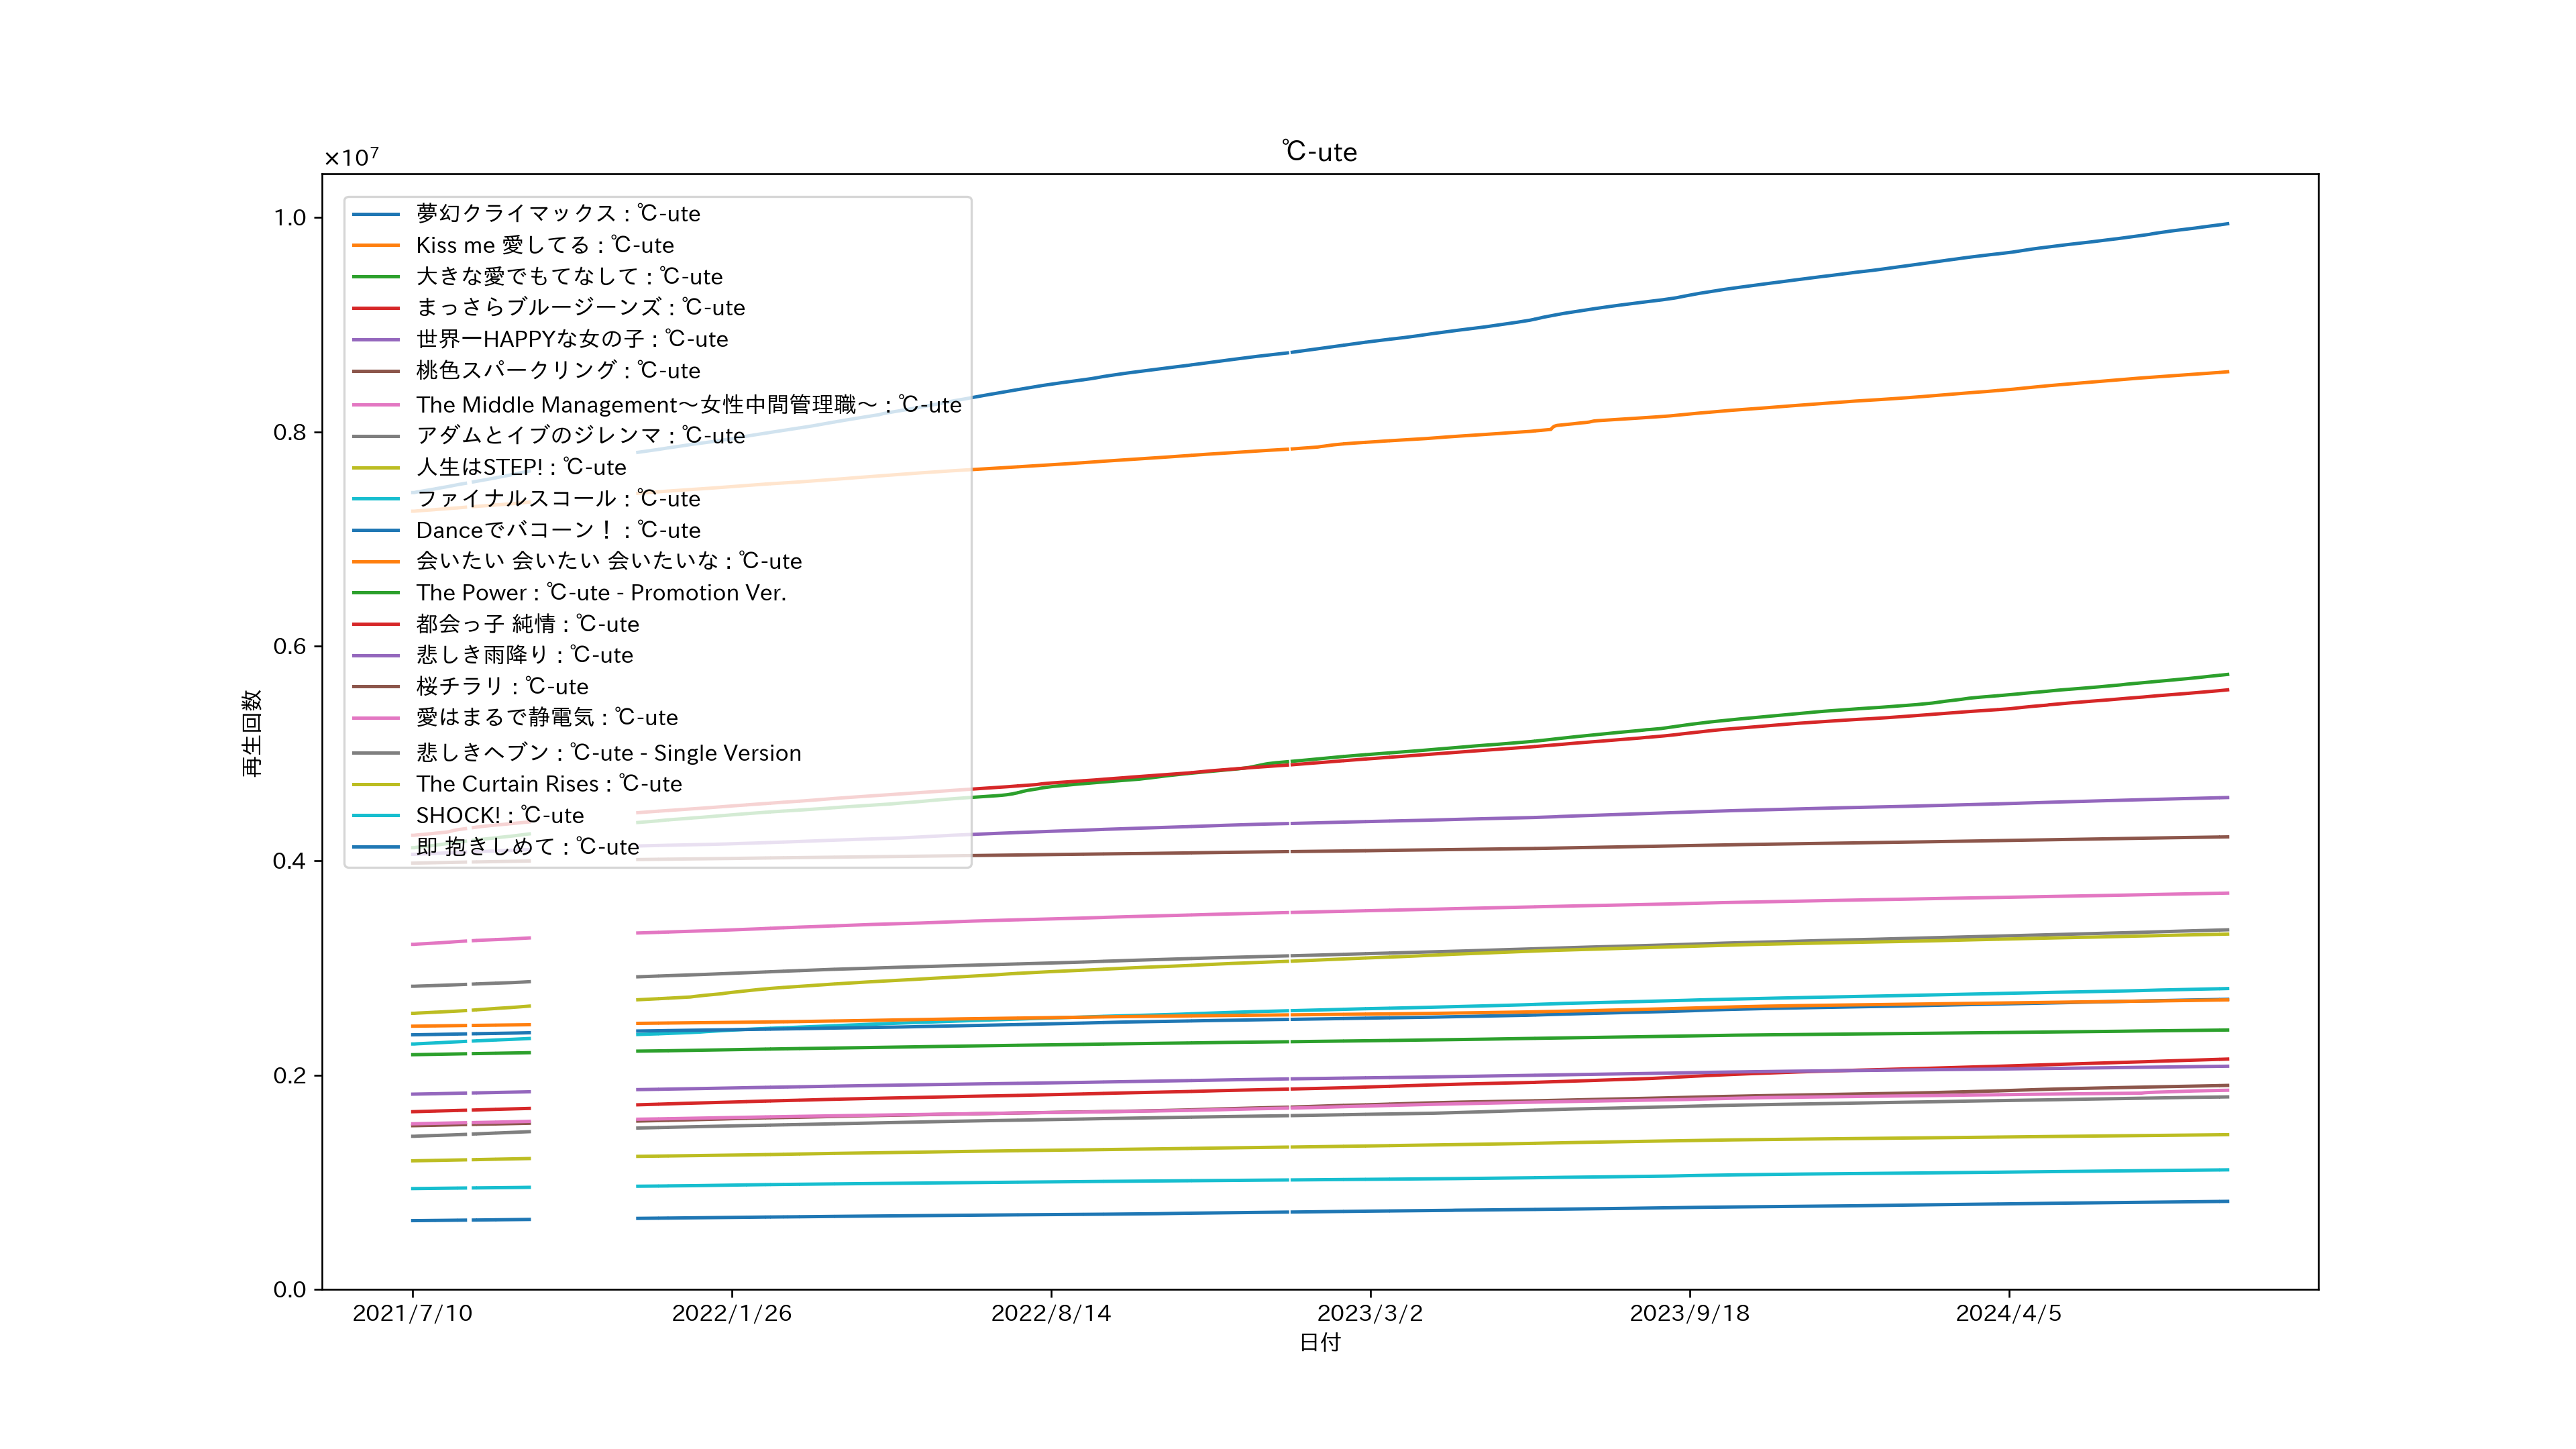 ℃-ute
×10⁷
1.0
0.8
0.6
0.4
0.2
0.0
再生回数
夢幻クライマックス : ℃-ute
Kiss me 愛してる : ℃-ute
大きな愛でもてなして : ℃-ute
まっさらブルージーンズ : ℃-ute
世界一HAPPYな女の子 : ℃-ute
桃色スパークリング : ℃-ute
The Middle Management〜女性中間管理職〜 : ℃-ute
アダムとイブのジレンマ : ℃-ute
人生はSTEP! : ℃-ute
ファイナルスコール : ℃-ute
Danceでバコーン！ : ℃-ute
会いたい 会いたい 会いたいな : ℃-ute
The Power : ℃-ute - Promotion Ver.
都会っ子 純情 : ℃-ute
悲しき雨降り : ℃-ute
桜チラリ : ℃-ute
愛はまるで静電気 : ℃-ute
悲しきヘブン : ℃-ute - Single Version
The Curtain Rises : ℃-ute
SHOCK! : ℃-ute
即 抱きしめて : ℃-ute
2021/7/10
2022/1/26
2022/8/14
2023/3/2
2023/9/18
2024/4/5
日付